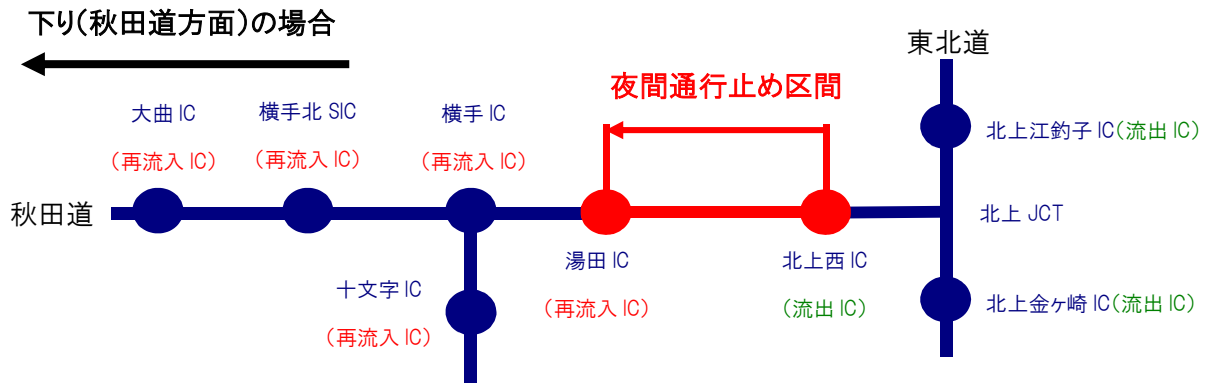 下り(秋田道方面)の場合
東北道
夜間通行止め区間
大曲 IC
(再流入 IC)
横手北 SIC
(再流入 IC)
横手 IC
(再流入 IC)
北上江釣子 IC(流出 IC)
秋田道
北上 JCT
湯田 IC
(再流入 IC)
北上西 IC
(流出 IC)
十文字 IC
(再流入 IC)
北上金ヶ崎 IC(流出 IC)